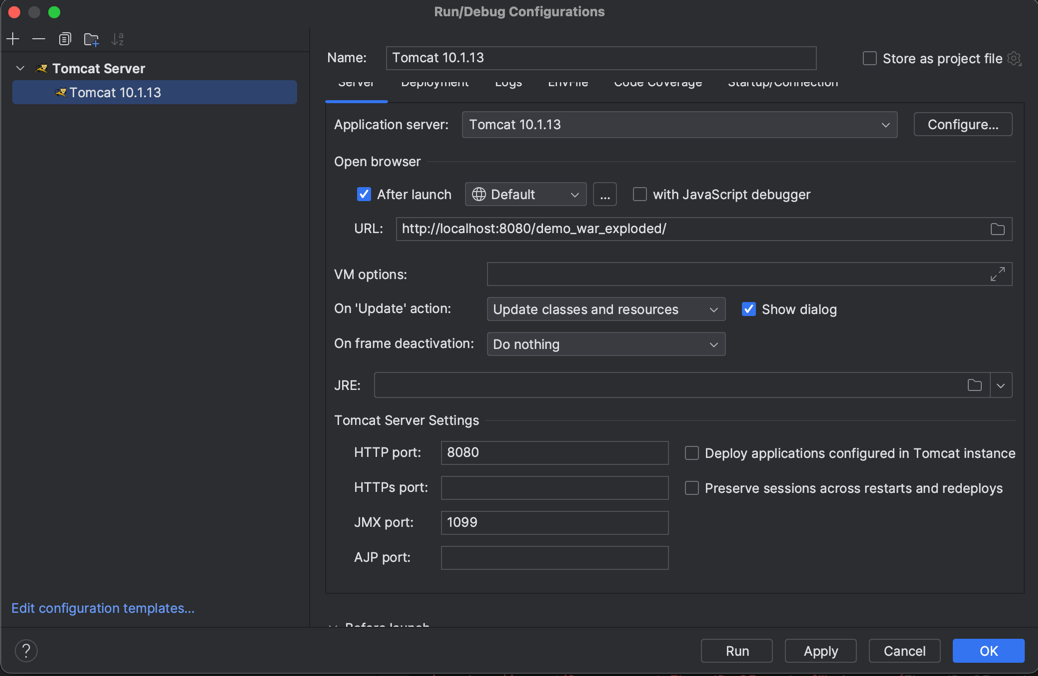 Run/Debug Configurations
Tomcat Server
Tomcat 10.1.13
Edit configuration templates...
Name: Tomcat 10.1.13 Store as project file
Server Deployment Logs EnvFile Code Coverage Startup/Connection
Application server: Tomcat 10.1.13 Configure...
Open browser
After launch Default ... with JavaScript debugger
URL: http://localhost:8080/demo_war_exploded/
VM options:
On 'Update' action: Update classes and resources Show dialog
On frame deactivation: Do nothing
JRE:
Tomcat Server Settings
HTTP port: 8080 Deploy applications configured in Tomcat instance
HTTPs port: Preserve sessions across restarts and redeploys
JMX port: 1099
AJP port:
Before launch
? Run Apply Cancel OK